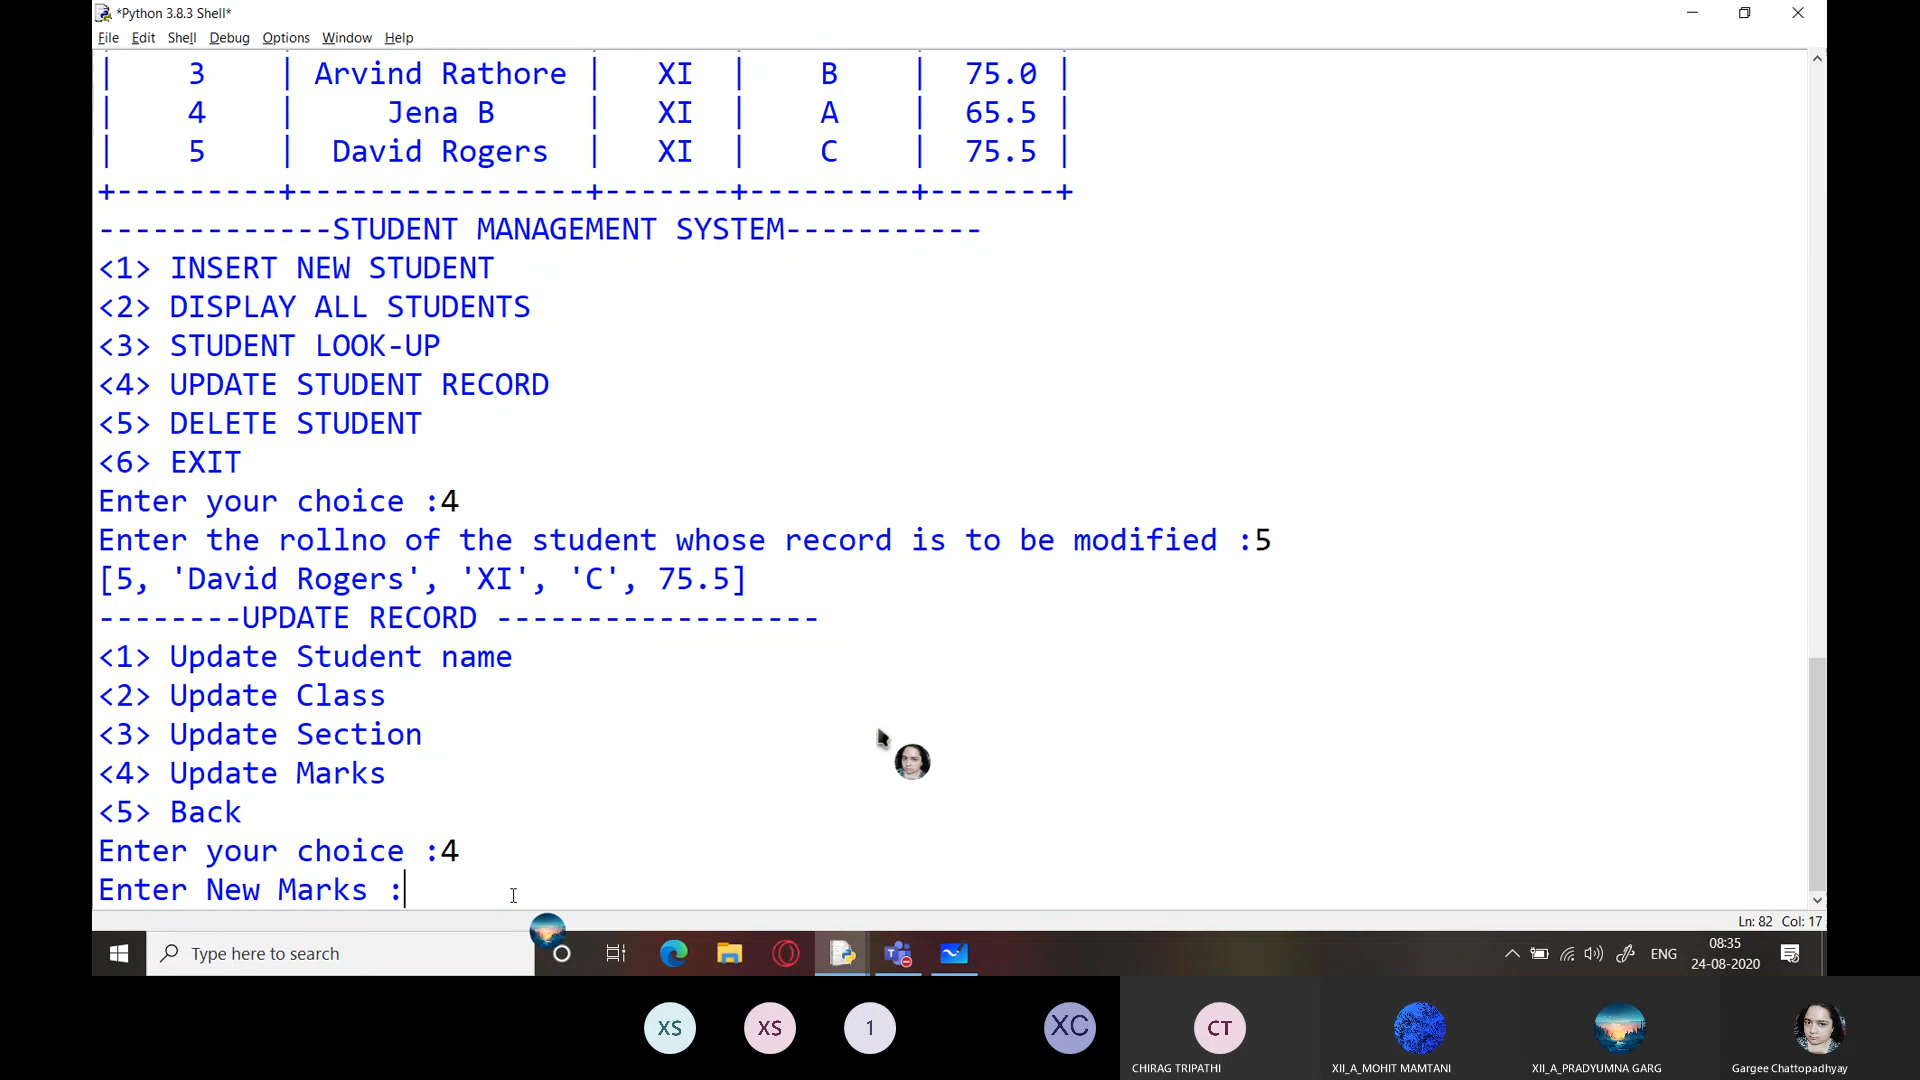 *Python 3.8.3 Shell*
File Edit Shell Debug Options Window Help
| 3 | Arvind Rathore | XI | B | 75.0 |
| 4 | Jena B | XI | A | 65.5 |
| 5 | David Rogers | XI | C | 75.5 |
+---------+----------------+-------+---------+-------+
-------------STUDENT MANAGEMENT SYSTEM-----------
<1> INSERT NEW STUDENT
<2> DISPLAY ALL STUDENTS
<3> STUDENT LOOK-UP
<4> UPDATE STUDENT RECORD
<5> DELETE STUDENT
<6> EXIT
Enter your choice :4
Enter the rollno of the student whose record is to be modified :5
[5, 'David Rogers', 'XI', 'C', 75.5]
--------UPDATE RECORD ------------------
<1> Update Student name
<2> Update Class
<3> Update Section
<4> Update Marks
<5> Back
Enter your choice :4
Enter New Marks :
Ln: 82 Col: 17
Type here to search
ENG
08:35
24-08-2020
XS XS 1 XC CT
CHIRAG TRIPATHI XII_A_MOHIT MAMTANI XII_A_PRADYUMNA GARG Gargee Chattopadhyay